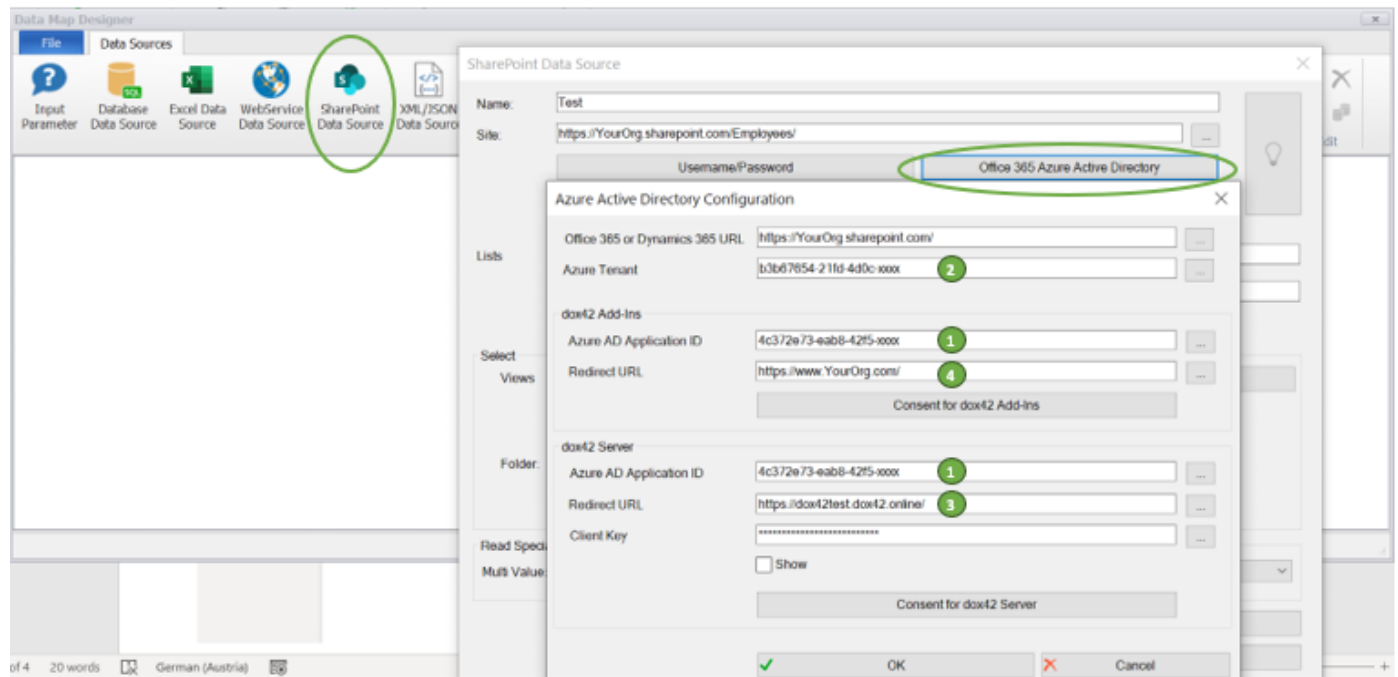 Data Map Designer
File Data Sources
Input Parameter
Database Data Source
Excel Data Source
WebService Data Source
SharePoint Data Source
XML/JSON Data Sourc
SQL
S
SharePoint Data Source
Name: Test
Site: https://YourOrg.sharepoint.com/Employees/ ...
Username/Password Office 365 Azure Active Directory
dit
Lists
Select
Views
Folder:
Read Specia
Multi Value:
Azure Active Directory Configuration
Office 365 or Dynamics 365 URL https://YourOrg.sharepoint.com/ ...
Azure Tenant b3b67654-21fd-4d0c-xxxx 2 ...
dox42 Add-Ins
Azure AD Application ID 4c372e73-eab8-42f5-xxxx 1 ...
Redirect URL https://www.YourOrg.com/ 4 ...
Consent for dox42 Add-Ins
dox42 Server
Azure AD Application ID 4c372e73-eab8-42f5-xxxx 1 ...
Redirect URL https://dox42test.dox42.online/ 3 ...
Client Key ...
Show
Consent for dox42 Server
OK Cancel
of 4 20 words German (Austria)